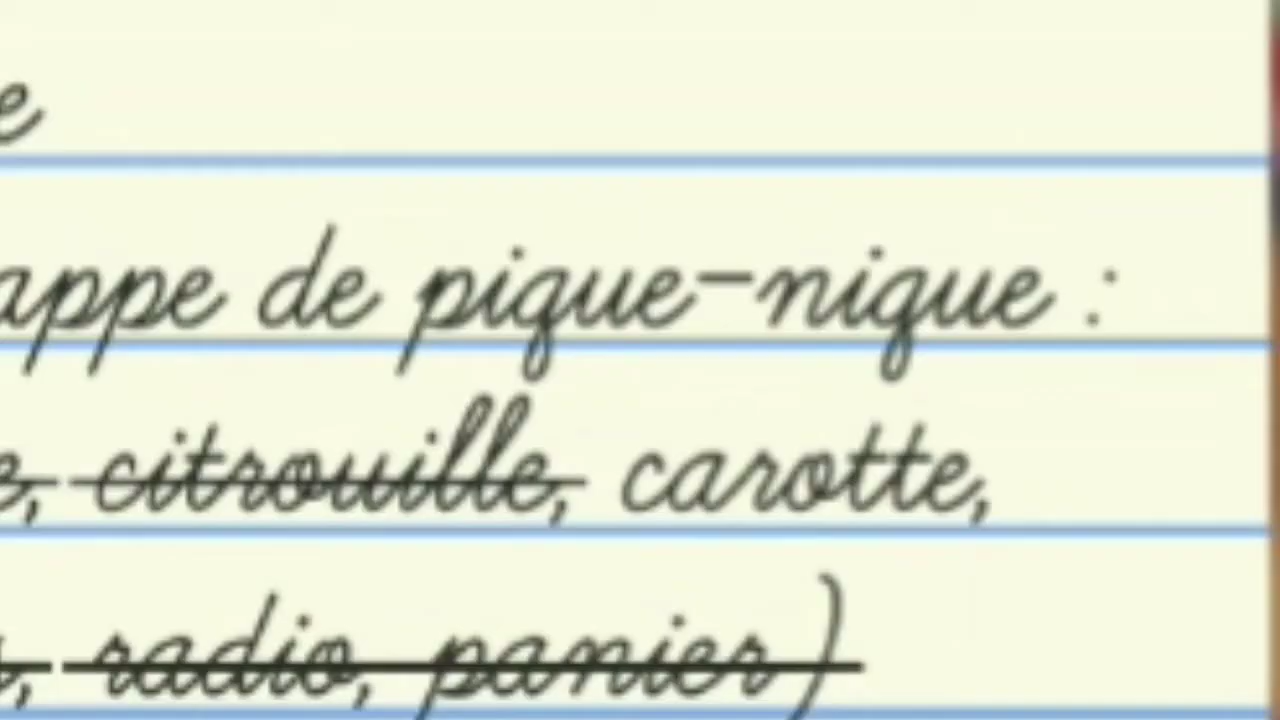 e
appe de pique-nique :
e, citrouille, carotte,
, radio, panier)